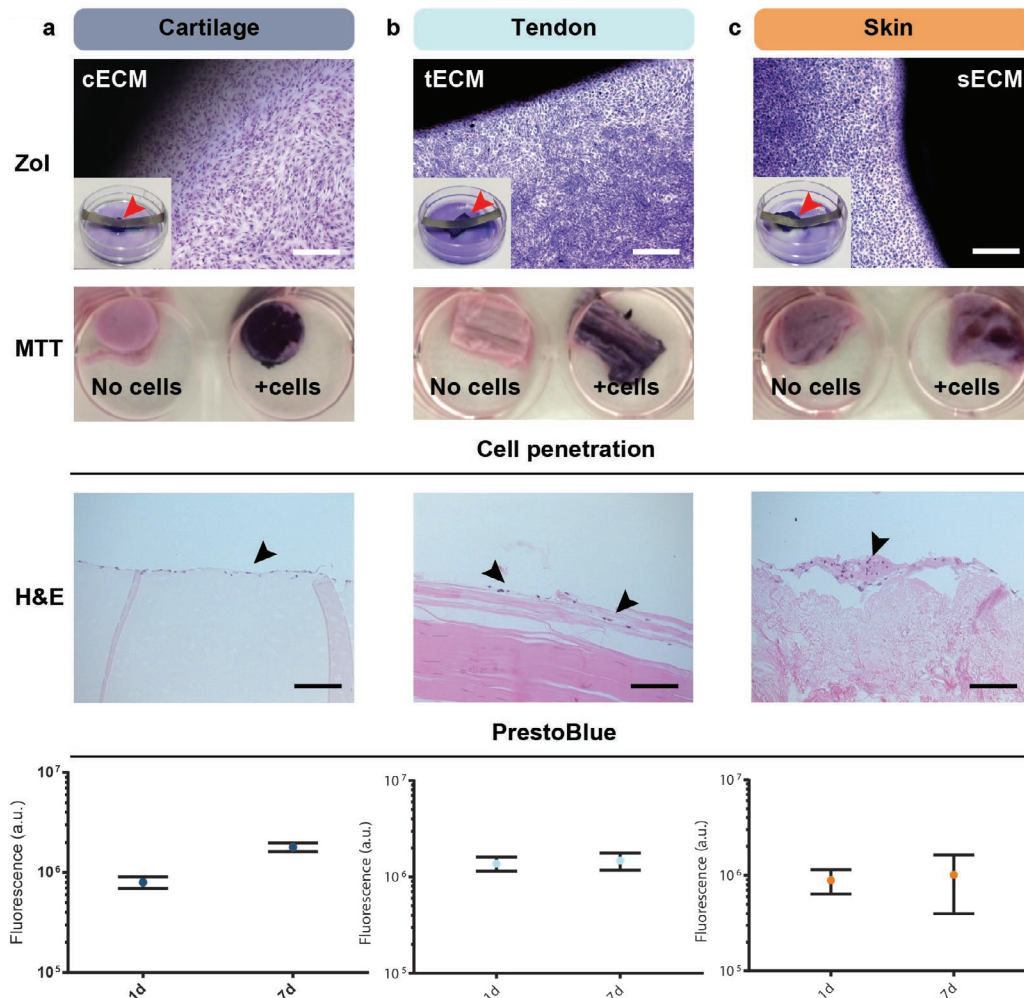 a Cartilage b Tendon c Skin
cECM tECM sECM
Zol
MTT
No cells +cells No cells +cells No cells +cells
Cell penetration
H&E
PrestoBlue
Fluorescence (a.u.) Fluorescence (a.u.) Fluorescence (a.u.)
10⁷ 10⁷ 10⁷
10⁶ 10⁶ 10⁶
10⁵ 10⁵ 10⁵
1d 7d 1d 7d 1d 7d